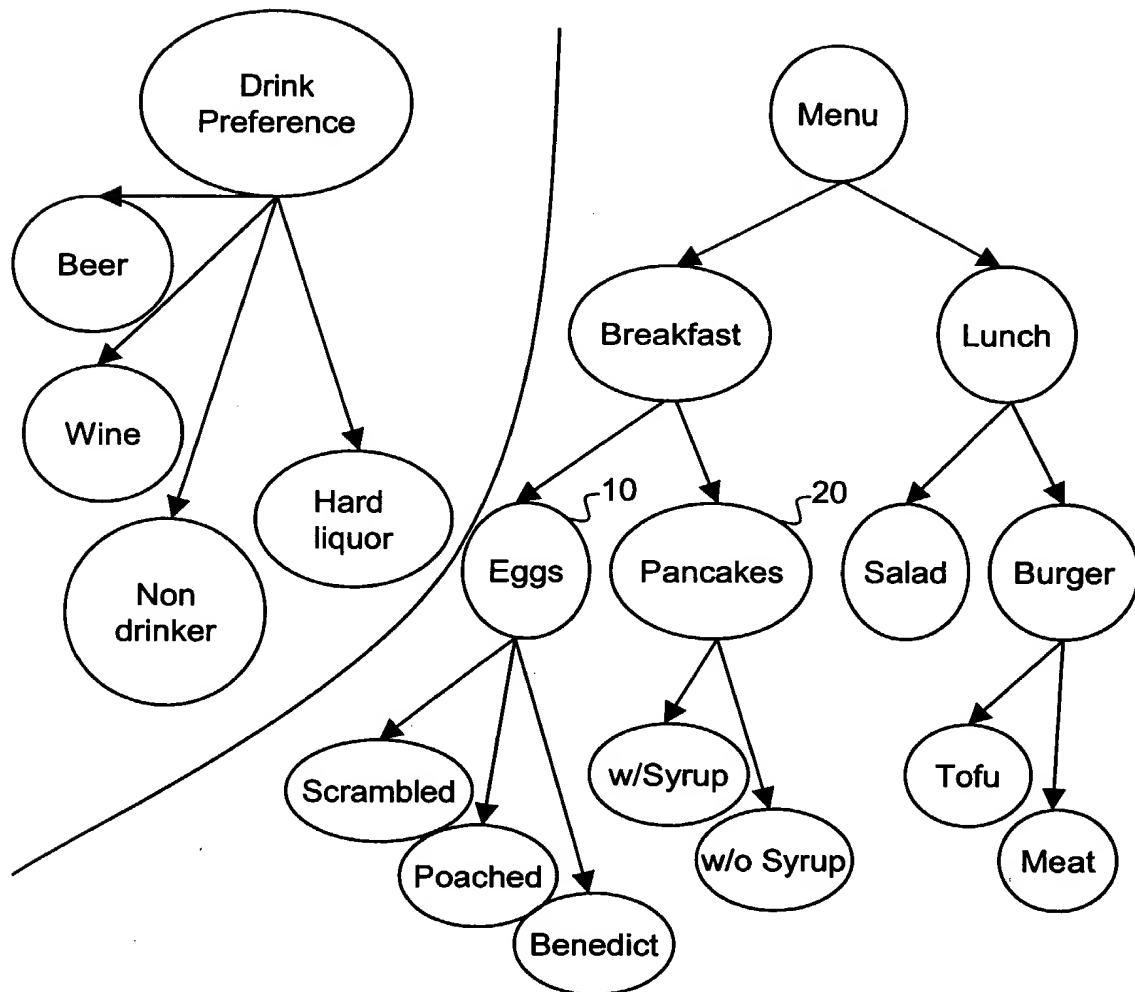 Drink
Preference
Beer
Wine
Non
drinker
Hard
liquor
Menu
Breakfast
Lunch
10
20
Eggs
Pancakes
Salad
Burger
Scrambled
Poached
Benedict
w/Syrup
w/o Syrup
Tofu
Meat